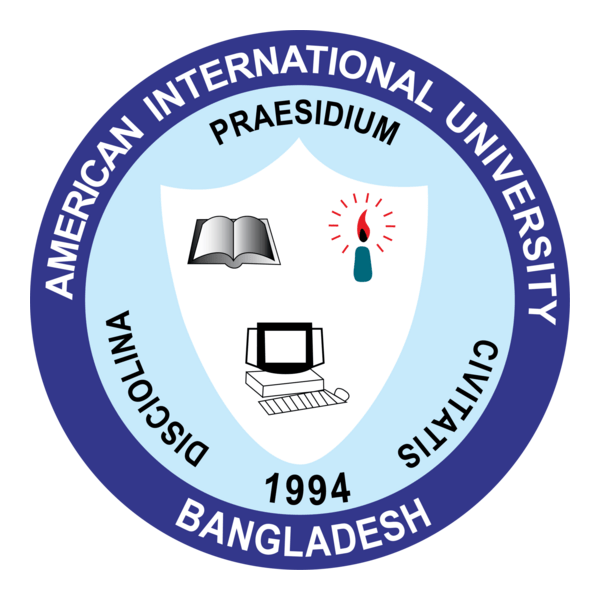 AMERICAN INTERNATIONAL UNIVERSITY
PRAESIDIUM
DISCIOLINA
CIVITATIS
1994
BANGLADESH